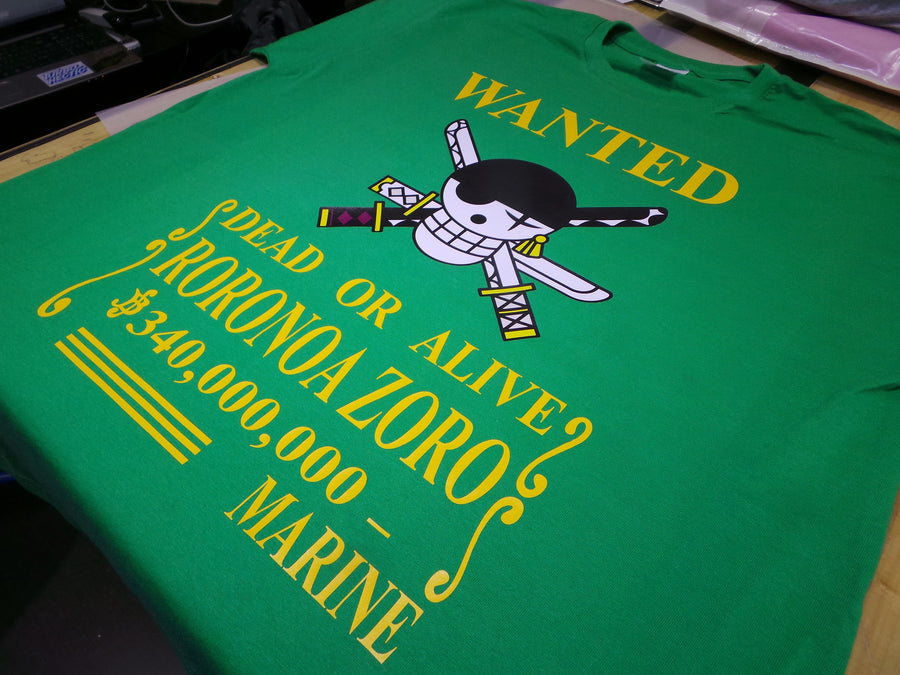 WANTED
DEAD OR ALIVE
RORONOA ZORO
฿340,000,000 –
MARINE